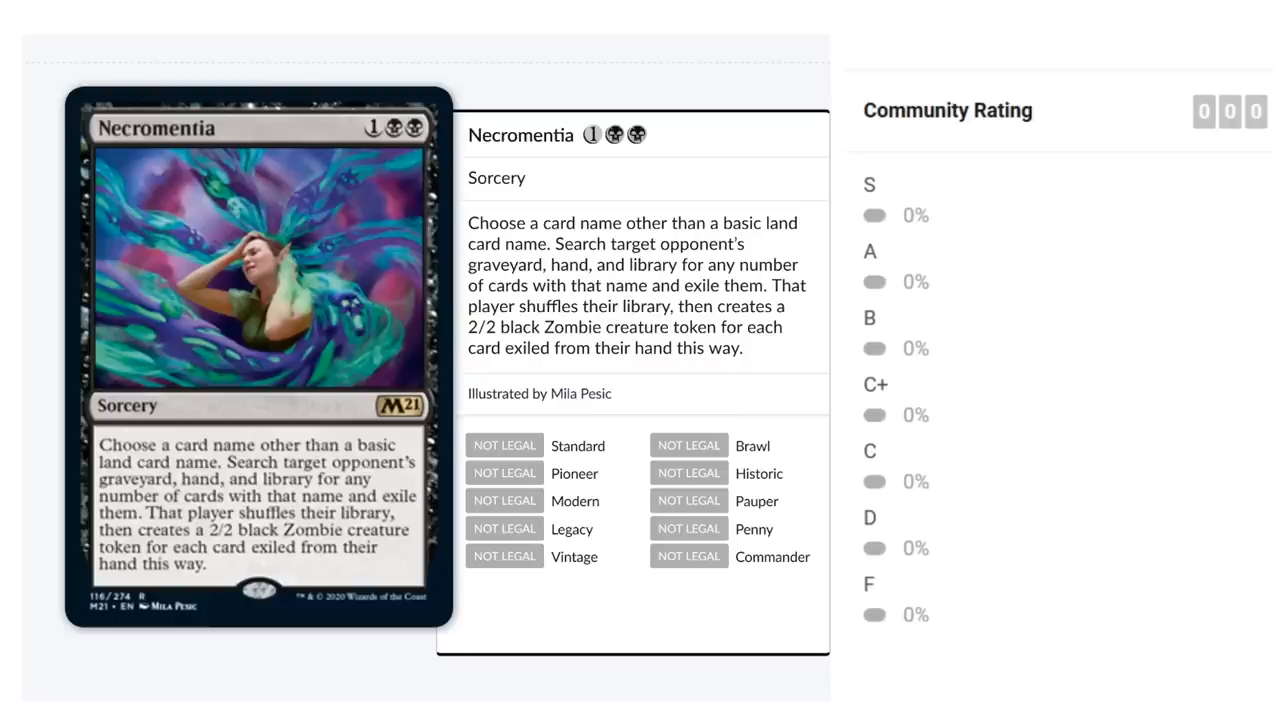 Necromentia 1
Sorcery
M21
Choose a card name other than a basic
land card name. Search target opponent's
graveyard, hand, and library for any
number of cards with that name and exile
them. That player shuffles their library,
then creates a 2/2 black Zombie creature
token for each card exiled from their
hand this way.
116/274 R
M21 • EN MILA PESIC
™ & © 2020 Wizards of the Coast
Necromentia 1
Sorcery
Choose a card name other than a basic land
card name. Search target opponent’s
graveyard, hand, and library for any number
of cards with that name and exile them. That
player shuffles their library, then creates a
2/2 black Zombie creature token for each
card exiled from their hand this way.
Illustrated by Mila Pesic
NOT LEGAL Standard NOT LEGAL Brawl
NOT LEGAL Pioneer NOT LEGAL Historic
NOT LEGAL Modern NOT LEGAL Pauper
NOT LEGAL Legacy NOT LEGAL Penny
NOT LEGAL Vintage NOT LEGAL Commander
Community Rating 0 0 0
S
0%
A
0%
B
0%
C+
0%
C
0%
D
0%
F
0%